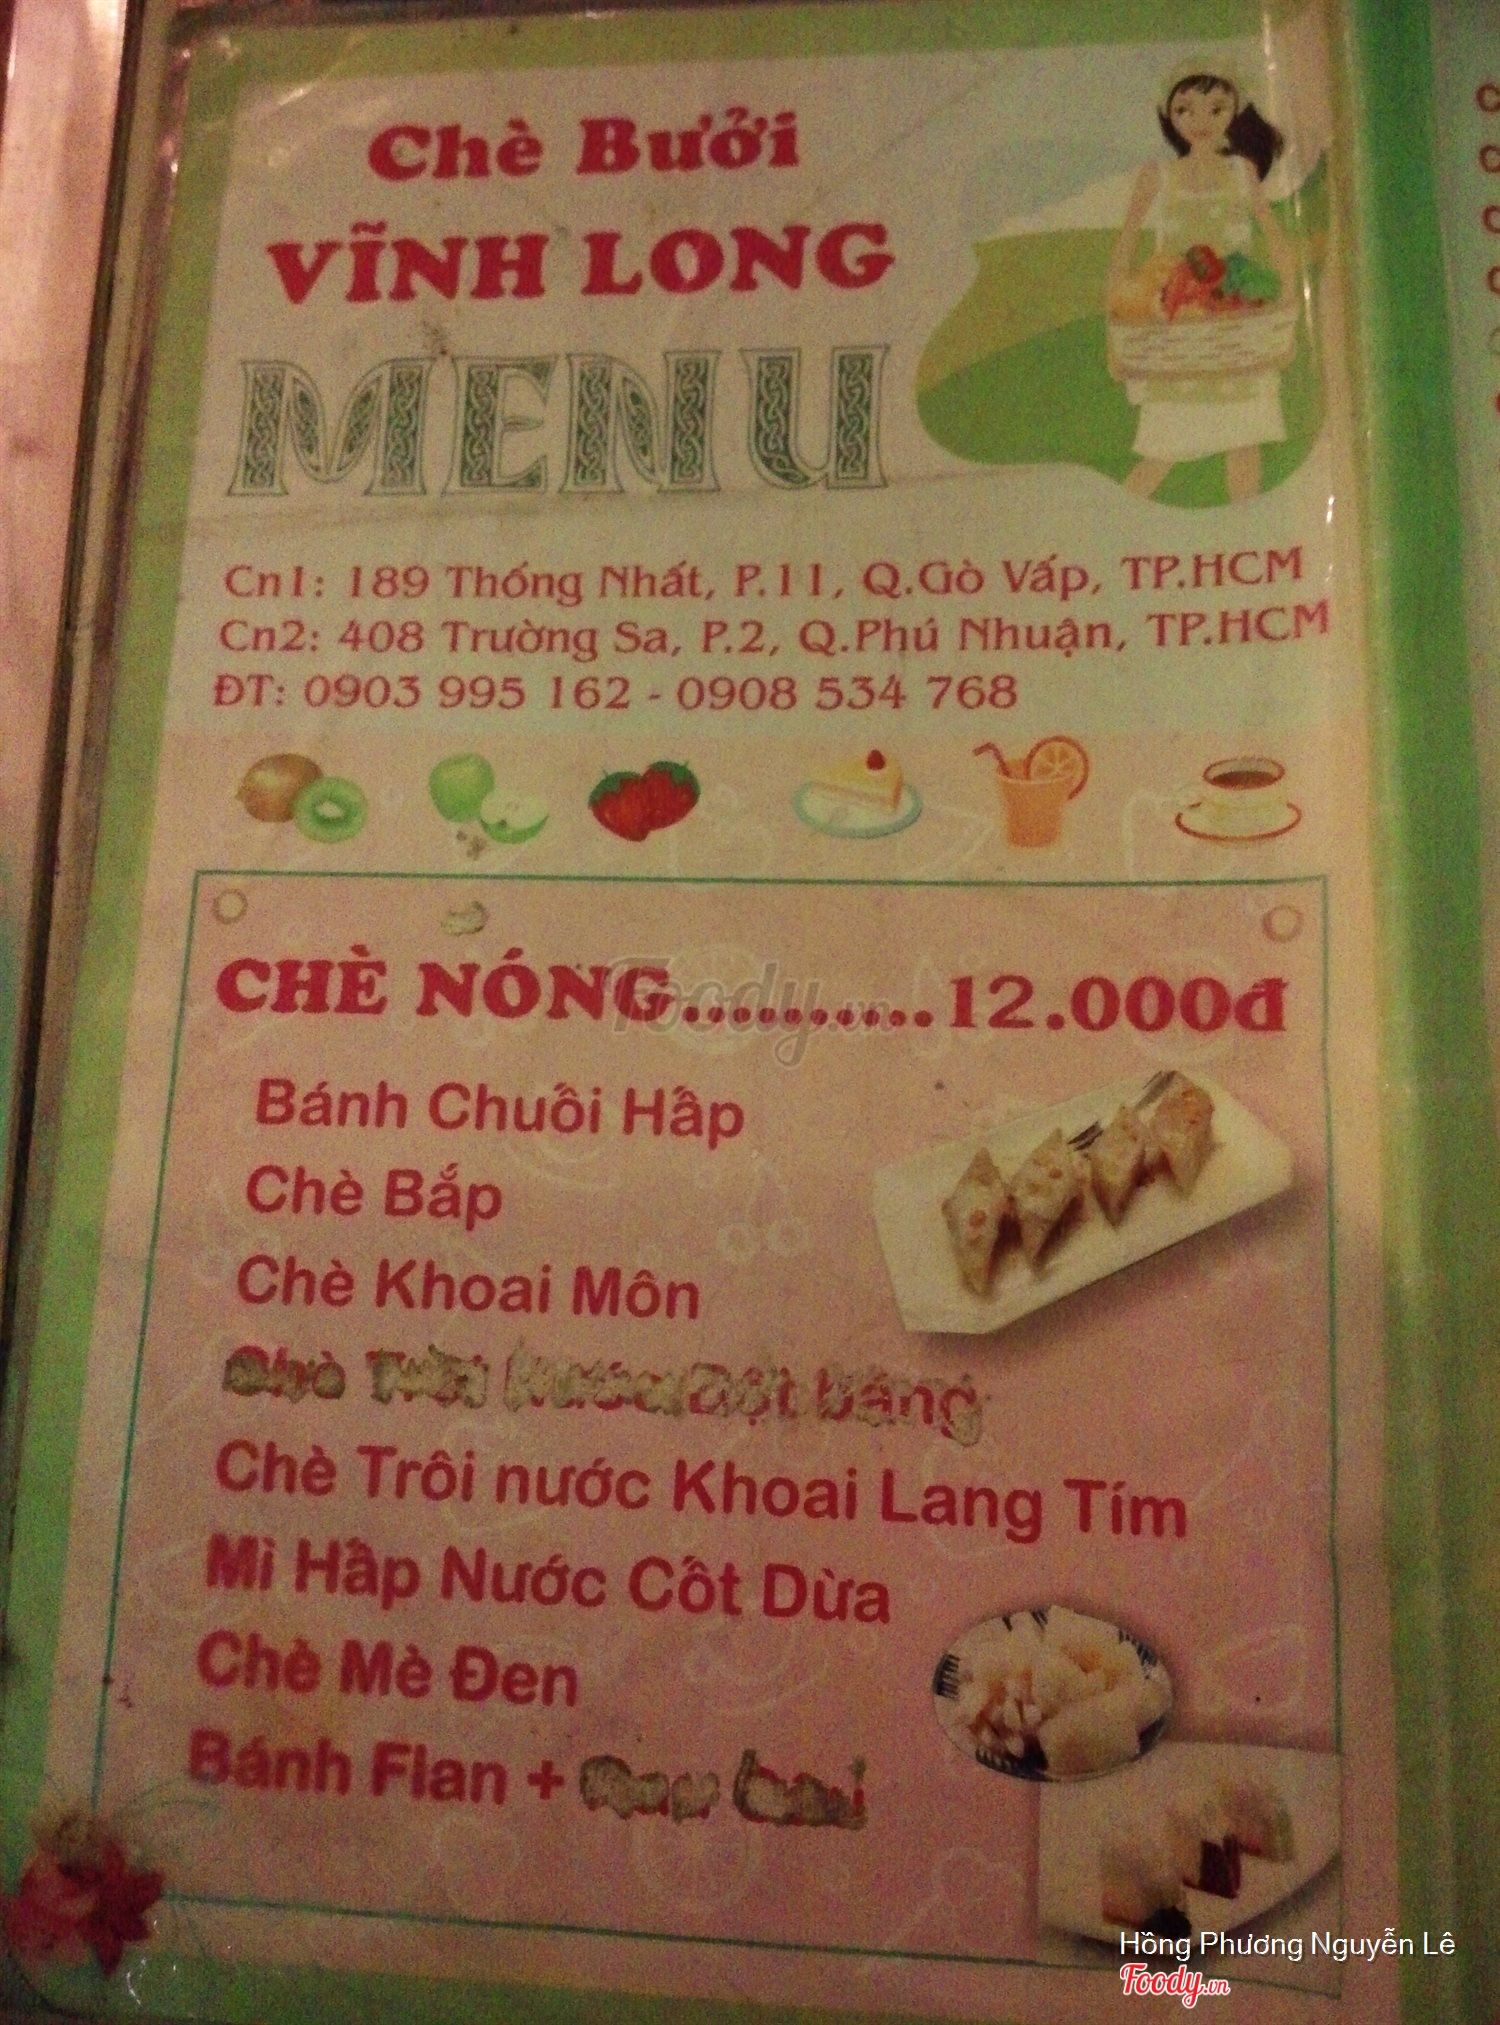 Chè Bưởi
VĨNH LONG
MENU
Cn1: 189 Thống Nhất, P.11, Q.Gò Vấp, TP.HCM
Cn2: 408 Trường Sa, P.2, Q.Phú Nhuận, TP.HCM
ĐT: 0903 995 162 - 0908 534 768
CHÈ NÓNG...........12.000đ
Foody.vn
Bánh Chuối Hấp
Chè Bắp
Chè Khoai Môn
Chè Trôi nước Khoai Lang Tím
Mì Hấp Nước Cốt Dừa
Chè Mè Đen
Bánh Flan +
Hồng Phương Nguyễn Lê
Foody.vn